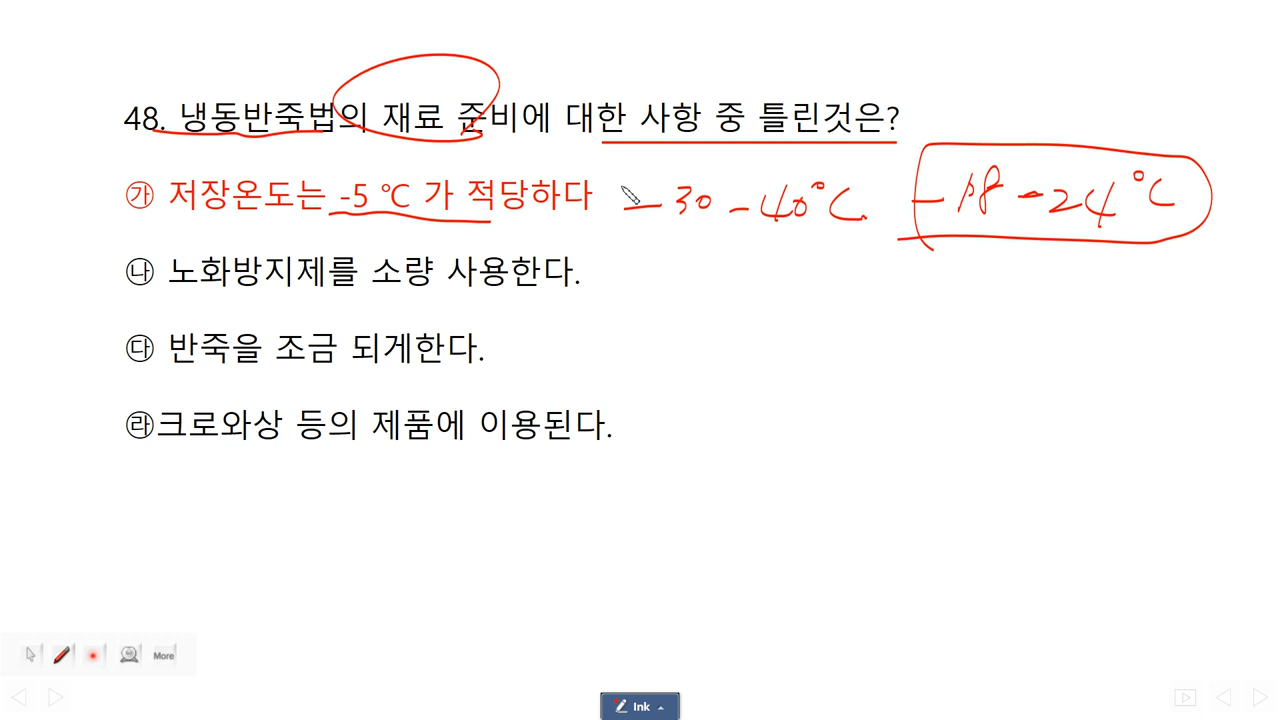 48. 냉동반죽법의 재료 준비에 대한 사항 중 틀린것은?
㉮ 저장온도는 -5 ℃ 가 적당하다 -30 -40℃. -18 -24℃
㉯ 노화방지제를 소량 사용한다.
㉰ 반죽을 조금 되게한다.
㉱크로와상 등의 제품에 이용된다.
More
Ink